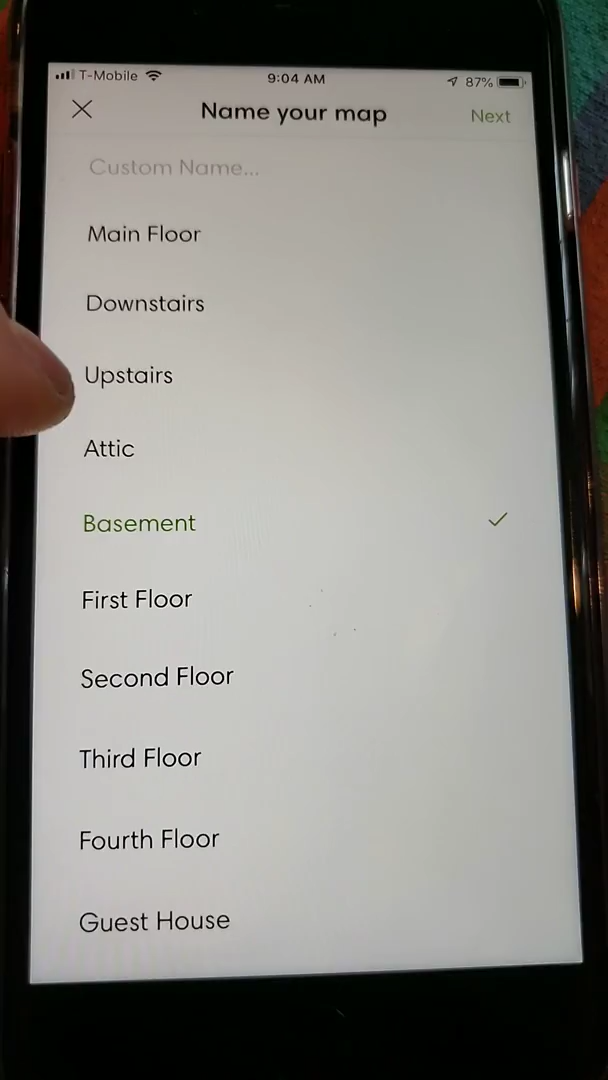 T-Mobile 9:04 AM 87%
Name your map Next
Custom Name...
Main Floor
Downstairs
Upstairs
Attic
Basement
First Floor
Second Floor
Third Floor
Fourth Floor
Guest House